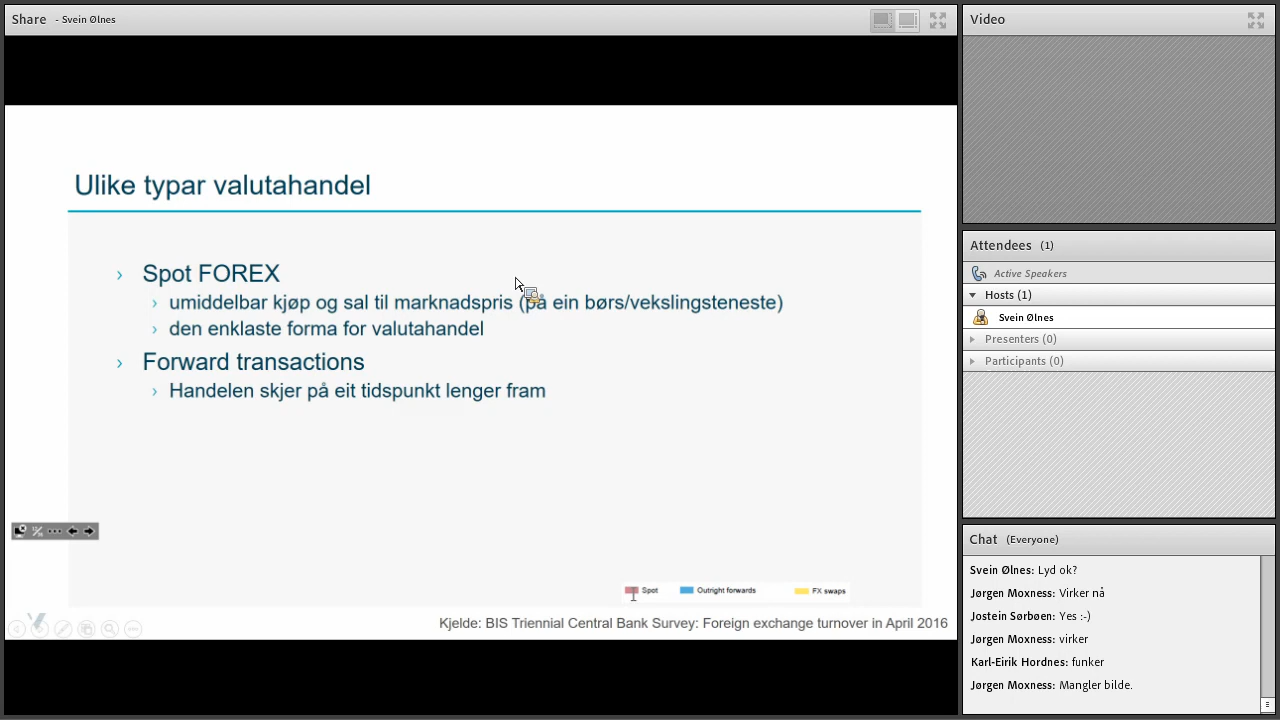 Share - Svein Ølnes
Ulike typar valutahandel
› Spot FOREX
› umiddelbar kjøp og sal til marknadspris (på ein børs/vekslingsteneste)
› den enklaste forma for valutahandel
› Forward transactions
› Handelen skjer på eit tidspunkt lenger fram
Spot Outright forwards FX swaps
Kjelde: BIS Triennial Central Bank Survey: Foreign exchange turnover in April 2016
Video
Attendees (1)
Active Speakers
Hosts (1)
Svein Ølnes
Presenters (0)
Participants (0)
Chat (Everyone)
Svein Ølnes: Lyd ok?
Jørgen Moxness: Virker nå
Jostein Sørbøen: Yes :-)
Jørgen Moxness: virker
Karl-Eirik Hordnes: funker
Jørgen Moxness: Mangler bilde.